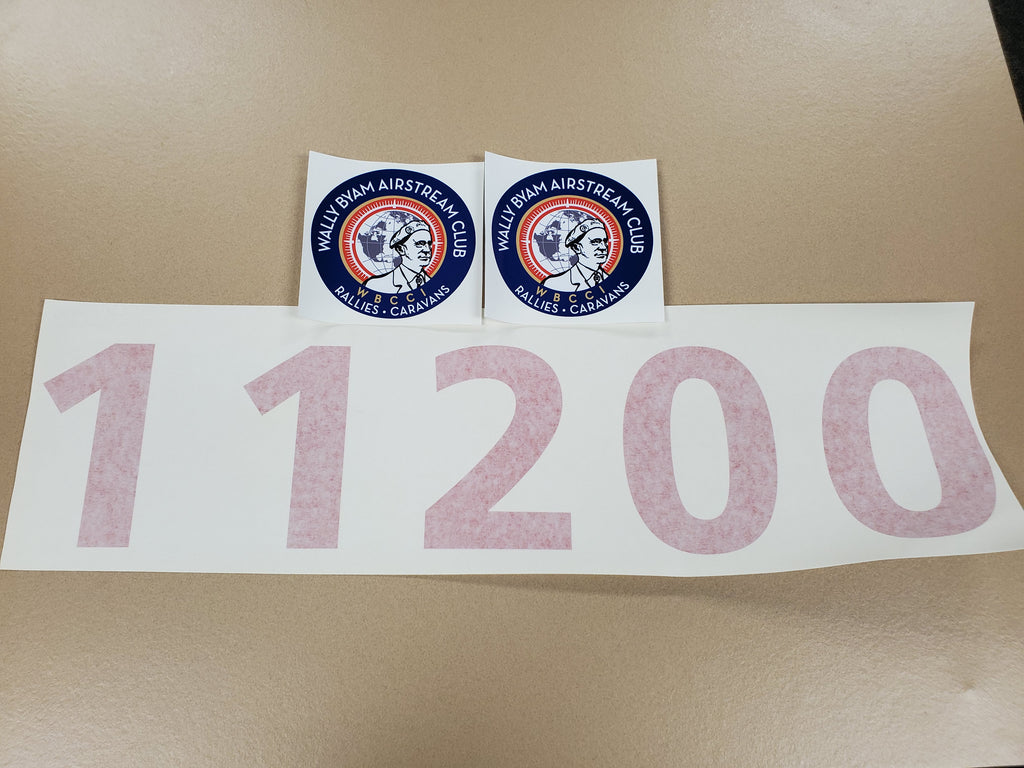 WALLY BYAM AIRSTREAM CLUB
WBCCI
RALLIES • CARAVANS
WALLY BYAM AIRSTREAM CLUB
WBCCI
RALLIES • CARAVANS
11200